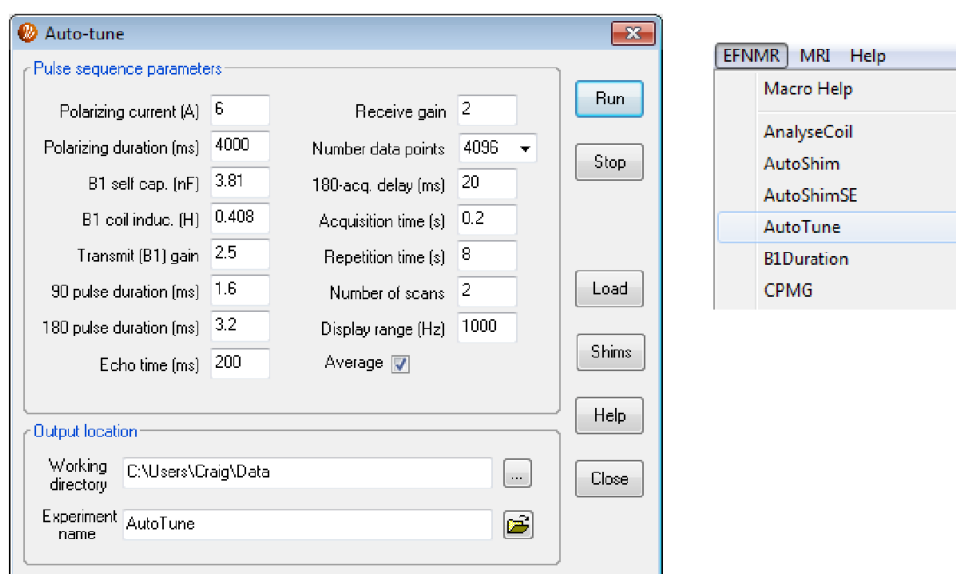 Auto-tune
Pulse sequence parameters
Polarizing current (A) 6
Polarizing duration (ms) 4000
B1 self cap. (nF) 3.81
B1 coil induc. (H) 0.408
Transmit (B1) gain 2.5
90 pulse duration (ms) 1.6
180 pulse duration (ms) 3.2
Echo time (ms) 200
Receive gain 2
Number data points 4096
180-acq. delay (ms) 20
Acquisition time (s) 0.2
Repetition time (s) 8
Number of scans 2
Display range (Hz) 1000
Average
Run
Stop
Load
Shims
Help
Close
Output location
Working
directory
C:\Users\Craig\Data
...
Experiment
name
AutoTune
EFNMR MRI Help
Macro Help
AnalyseCoil
AutoShim
AutoShimSE
AutoTune
B1Duration
CPMG